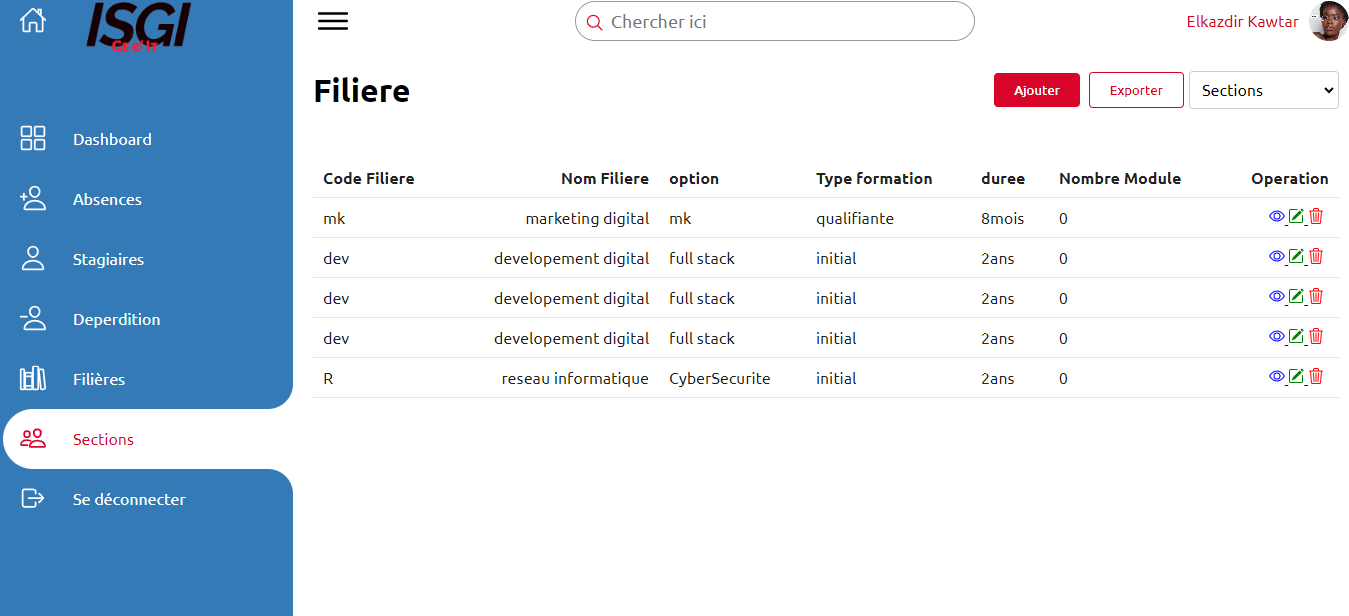 ISGI
Chercher ici
Elkazdir Kawtar
Filiere
Ajouter
Exporter
Sections
Dashboard
Absences
Stagiaires
Deperdition
Filières
Sections
Se déconnecter
Code Filiere Nom Filiere option Type formation duree Nombre Module Operation
mk marketing digital mk qualifiante 8mois 0
dev developement digital full stack initial 2ans 0
dev developement digital full stack initial 2ans 0
dev developement digital full stack initial 2ans 0
R reseau informatique CyberSecurite initial 2ans 0